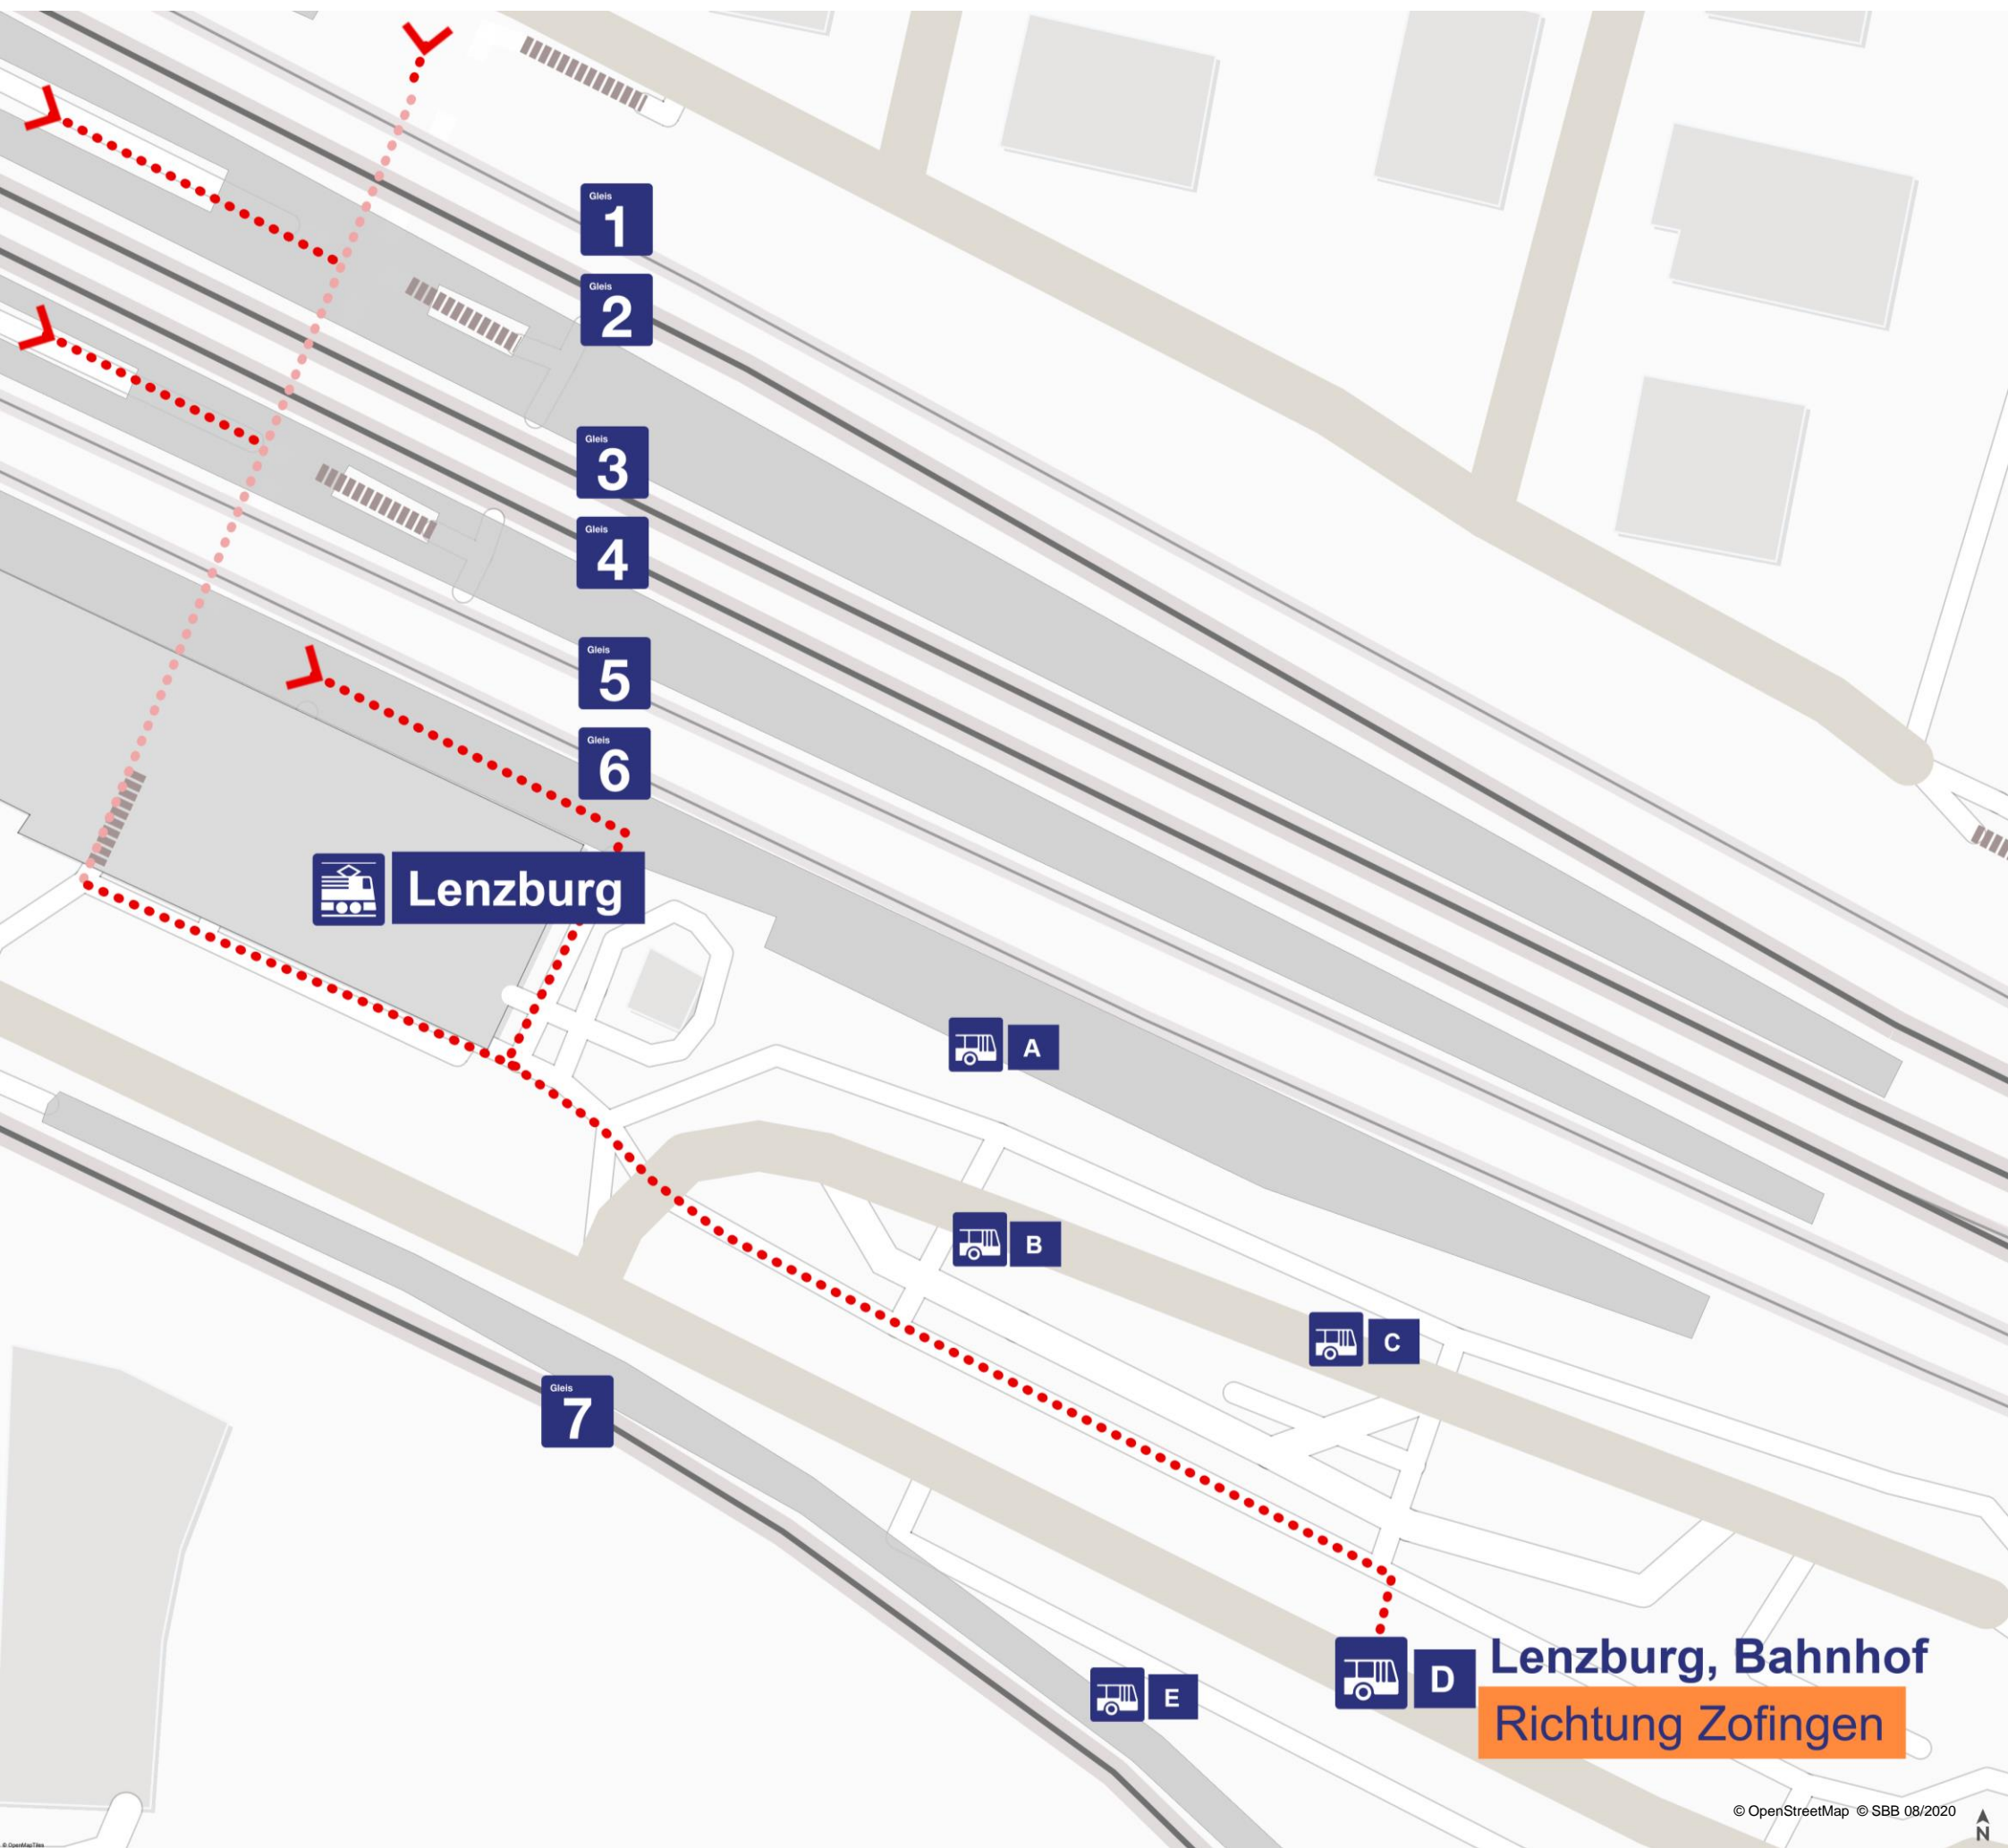 Gleis
1
Gleis
2
Gleis
3
Gleis
4
Gleis
5
Gleis
6
Lenzburg
A
B
C
Gleis
7
D
Lenzburg, Bahnhof
E
Richtung Zofingen
© OpenStreetMap © SBB 08/2020
N
© OpenMapTiles